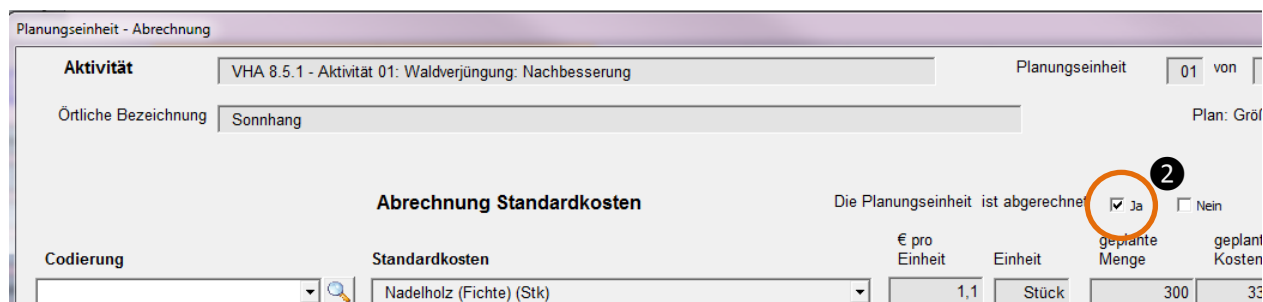 Planungseinheit - Abrechnung
Aktivität VHA 8.5.1 - Aktivität 01: Waldverjüngung: Nachbesserung Planungseinheit 01 von
Örtliche Bezeichnung Sonnhang Plan:
2
Abrechnung Standardkosten Die Planungseinheit ist abgerechnet Ja Nein
€ pro geplante
Codierung Standardkosten Einheit Einheit Menge Kosten
Nadelholz (Fichte) (Stk) 1,1 Stück 300